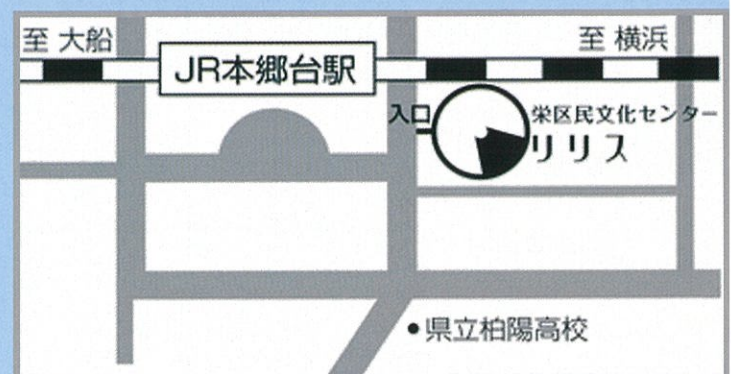 至 大船
至 横浜
JR本郷台駅
入口
栄区民文化センター
リリス
●県立柏陽高校